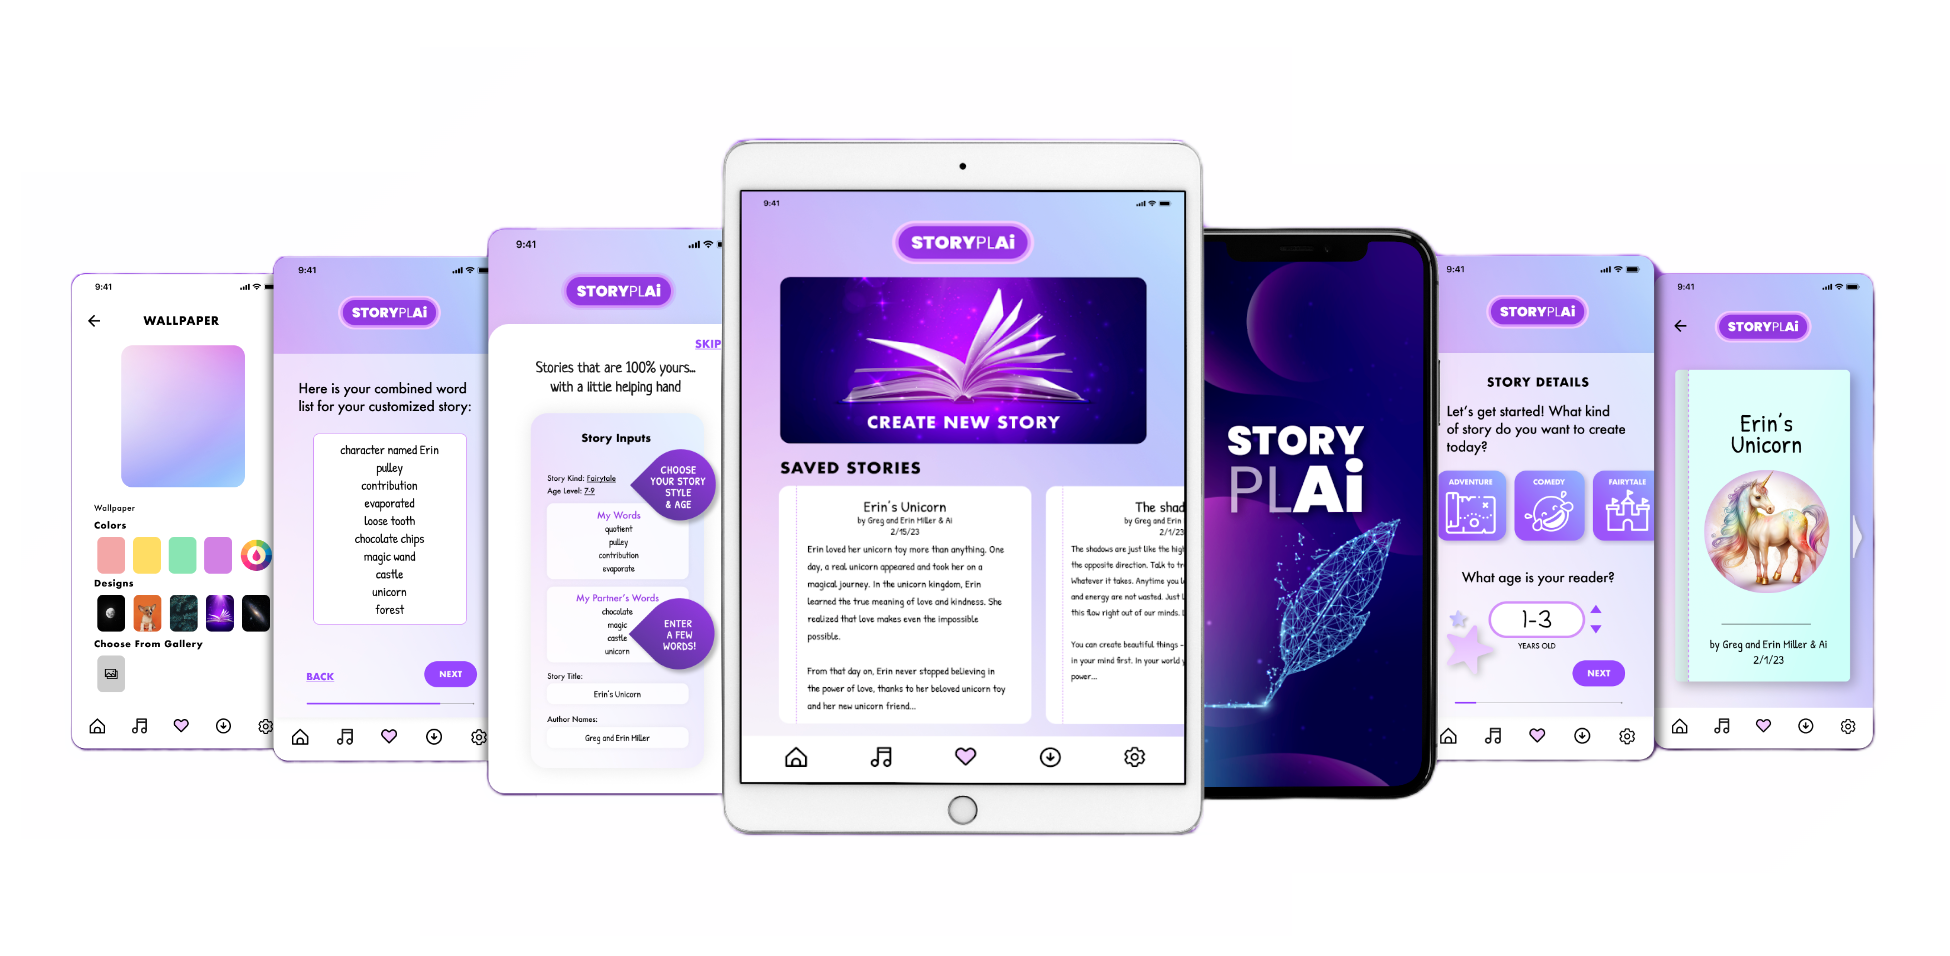 9:41
WALLPAPER
Wallpaper
Colors
Designs
Choose From Gallery
9:41
STORYPLAi
Here is your combined word
list for your customized story:
character named Erin
pulley
contribution
evaporated
loose tooth
chocolate chips
magic wand
castle
unicorn
forest
BACK
NEXT
9:41
STORYPLAi
SKIP
Stories that are 100% yours...
with a little helping hand
Story Inputs
Story Kind: Fairytale
Age Level: 7-9
CHOOSE
YOUR STORY
STYLE
& AGE
My Words
quotient
pulley
contribution
evaporate
My Partner's Words
chocolate
magic
castle
unicorn
ENTER
A FEW
WORDS!
Story Title:
Erin's Unicorn
Author Names:
Greg and Erin Miller
9:41
STORYPLAi
CREATE NEW STORY
SAVED STORIES
Erin's Unicorn
by Greg and Erin Miller & Ai
2/15/23
Erin loved her unicorn toy more than anything. One
day, a real unicorn appeared and took her on a
magical journey. In the unicorn kingdom, Erin
learned the true meaning of love and kindness. She
realized that love makes even the impossible
possible.
From that day on, Erin never stopped believing in
the power of love, thanks to her beloved unicorn toy
and her new unicorn friend...
The shad
by Greg and Erin
2/1/23
The shadows are just like the hig
the opposite direction. Talk to tr
Whatever it takes. Anytime you
and energy are not wasted. Just
this flow right out of our minds.
You can create beautiful things -
in your mind first. In your world
power...
STORY
PLAi
9:41
STORYPLAi
STORY DETAILS
Let's get started! What kind
of story do you want to create
today?
ADVENTURE
COMEDY
FAIRYTALE
What age is your reader?
1-3
YEARS OLD
NEXT
9:41
STORYPLAi
Erin's
Unicorn
by Greg and Erin Miller & Ai
2/1/23